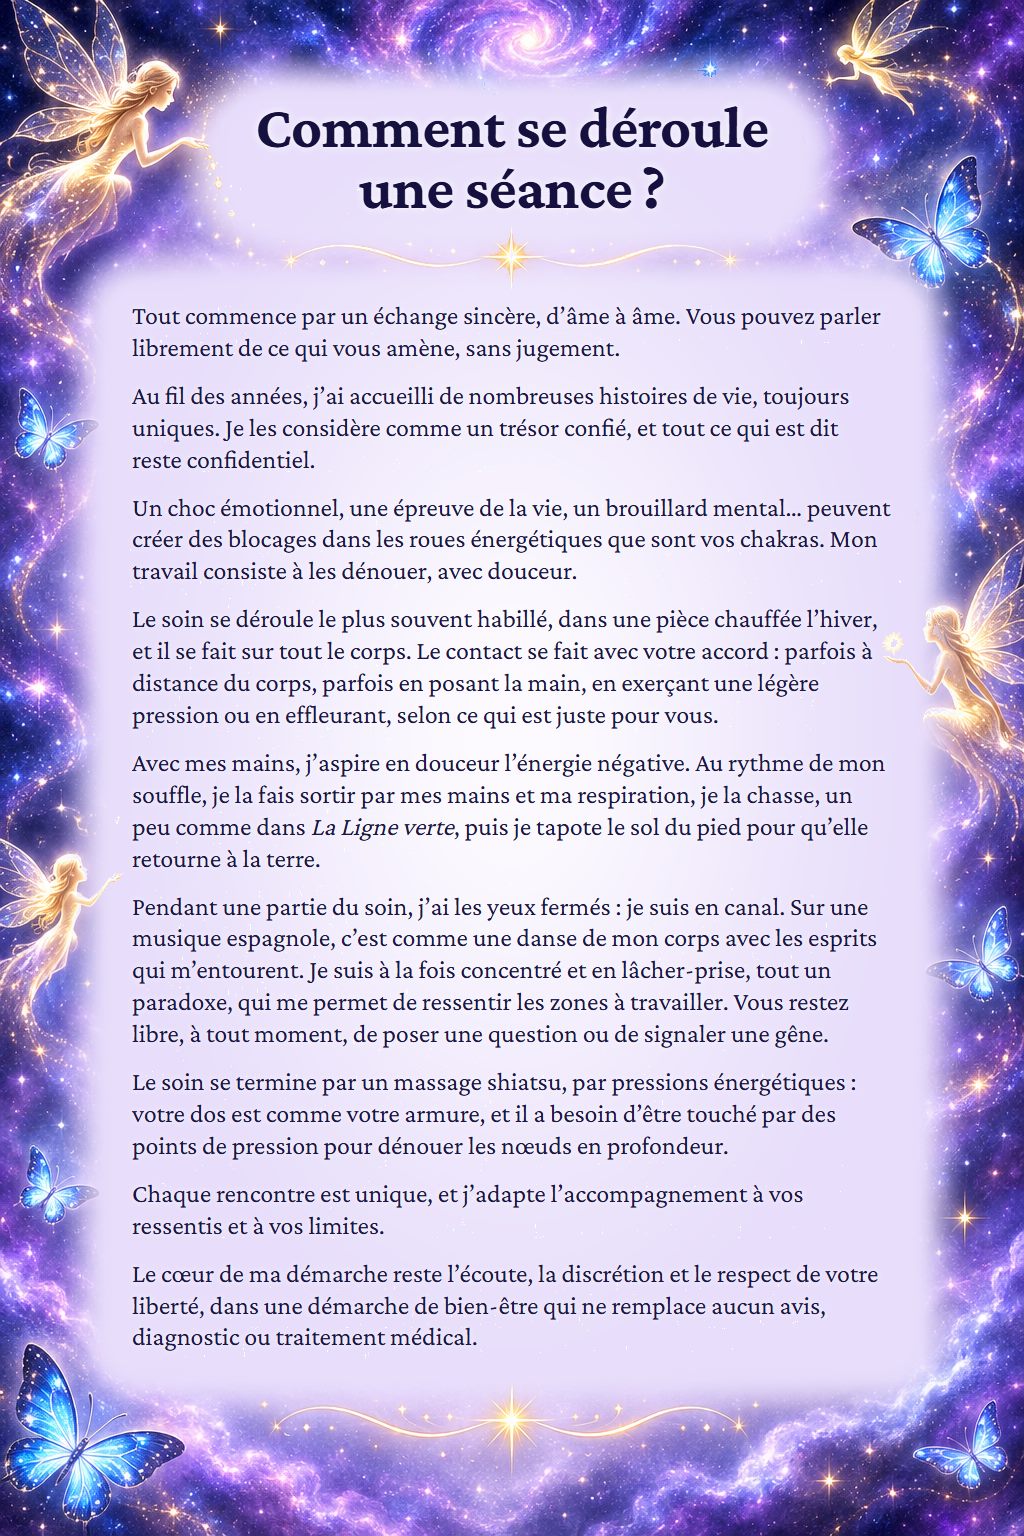 Comment se déroule
une séance ?
Tout commence par un échange sincère, d’âme à âme. Vous pouvez parler
librement de ce qui vous amène, sans jugement.
Au fil des années, j’ai accueilli de nombreuses histoires de vie, toujours
uniques. Je les considère comme un trésor confié, et tout ce qui est dit
reste confidentiel.
Un choc émotionnel, une épreuve de la vie, un brouillard mental… peuvent
créer des blocages dans les roues énergétiques que sont vos chakras. Mon
travail consiste à les dénouer, avec douceur.
Le soin se déroule le plus souvent habillé, dans une pièce chauffée l’hiver,
et il se fait sur tout le corps. Le contact se fait avec votre accord : parfois à
distance du corps, parfois en posant la main, en exerçant une légère
pression ou en effleurant, selon ce qui est juste pour vous.
Avec mes mains, j’aspire en douceur l’énergie négative. Au rythme de mon
souffle, je la fais sortir par mes mains et ma respiration, je la chasse, un
peu comme dans La Ligne verte, puis je tapote le sol du pied pour qu’elle
retourne à la terre.
Pendant une partie du soin, j’ai les yeux fermés : je suis en canal. Sur une
musique espagnole, c’est comme une danse de mon corps avec les esprits
qui m’entourent. Je suis à la fois concentré et en lâcher-prise, tout un
paradoxe, qui me permet de ressentir les zones à travailler. Vous restez
libre, à tout moment, de poser une question ou de signaler une gêne.
Le soin se termine par un massage shiatsu, par pressions énergétiques :
votre dos est comme votre armure, et il a besoin d’être touché par des
points de pression pour dénouer les nœuds en profondeur.
Chaque rencontre est unique, et j’adapte l’accompagnement à vos
ressentis et à vos limites.
Le cœur de ma démarche reste l’écoute, la discrétion et le respect de votre
liberté, dans une démarche de bien-être qui ne remplace aucun avis,
diagnostic ou traitement médical.